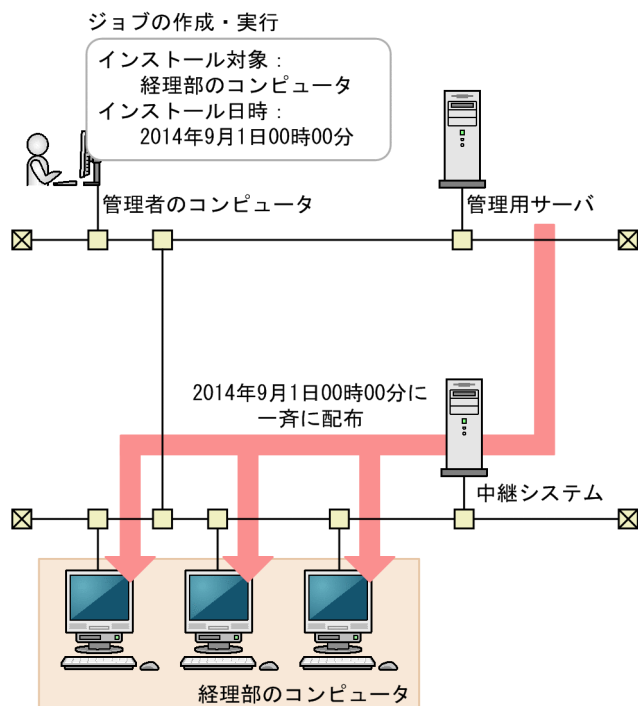 ジョブの作成・実行
インストール対象：
経理部のコンピュータ
インストール日時：
2014年9月1日00時00分
管理者のコンピュータ
管理用サーバ
2014年9月1日00時00分に
一斉に配布
中継システム
経理部のコンピュータ